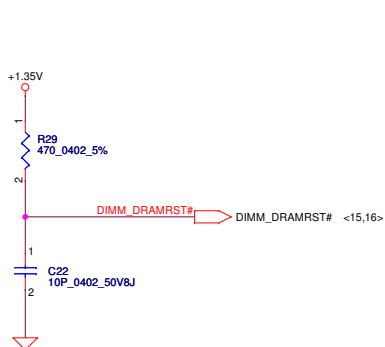 +1.35V
1
R29
470_0402_5%
2
DIMM_DRAMRST#
DIMM_DRAMRST# <15,16>
1
C22
10P_0402_50V8J
2